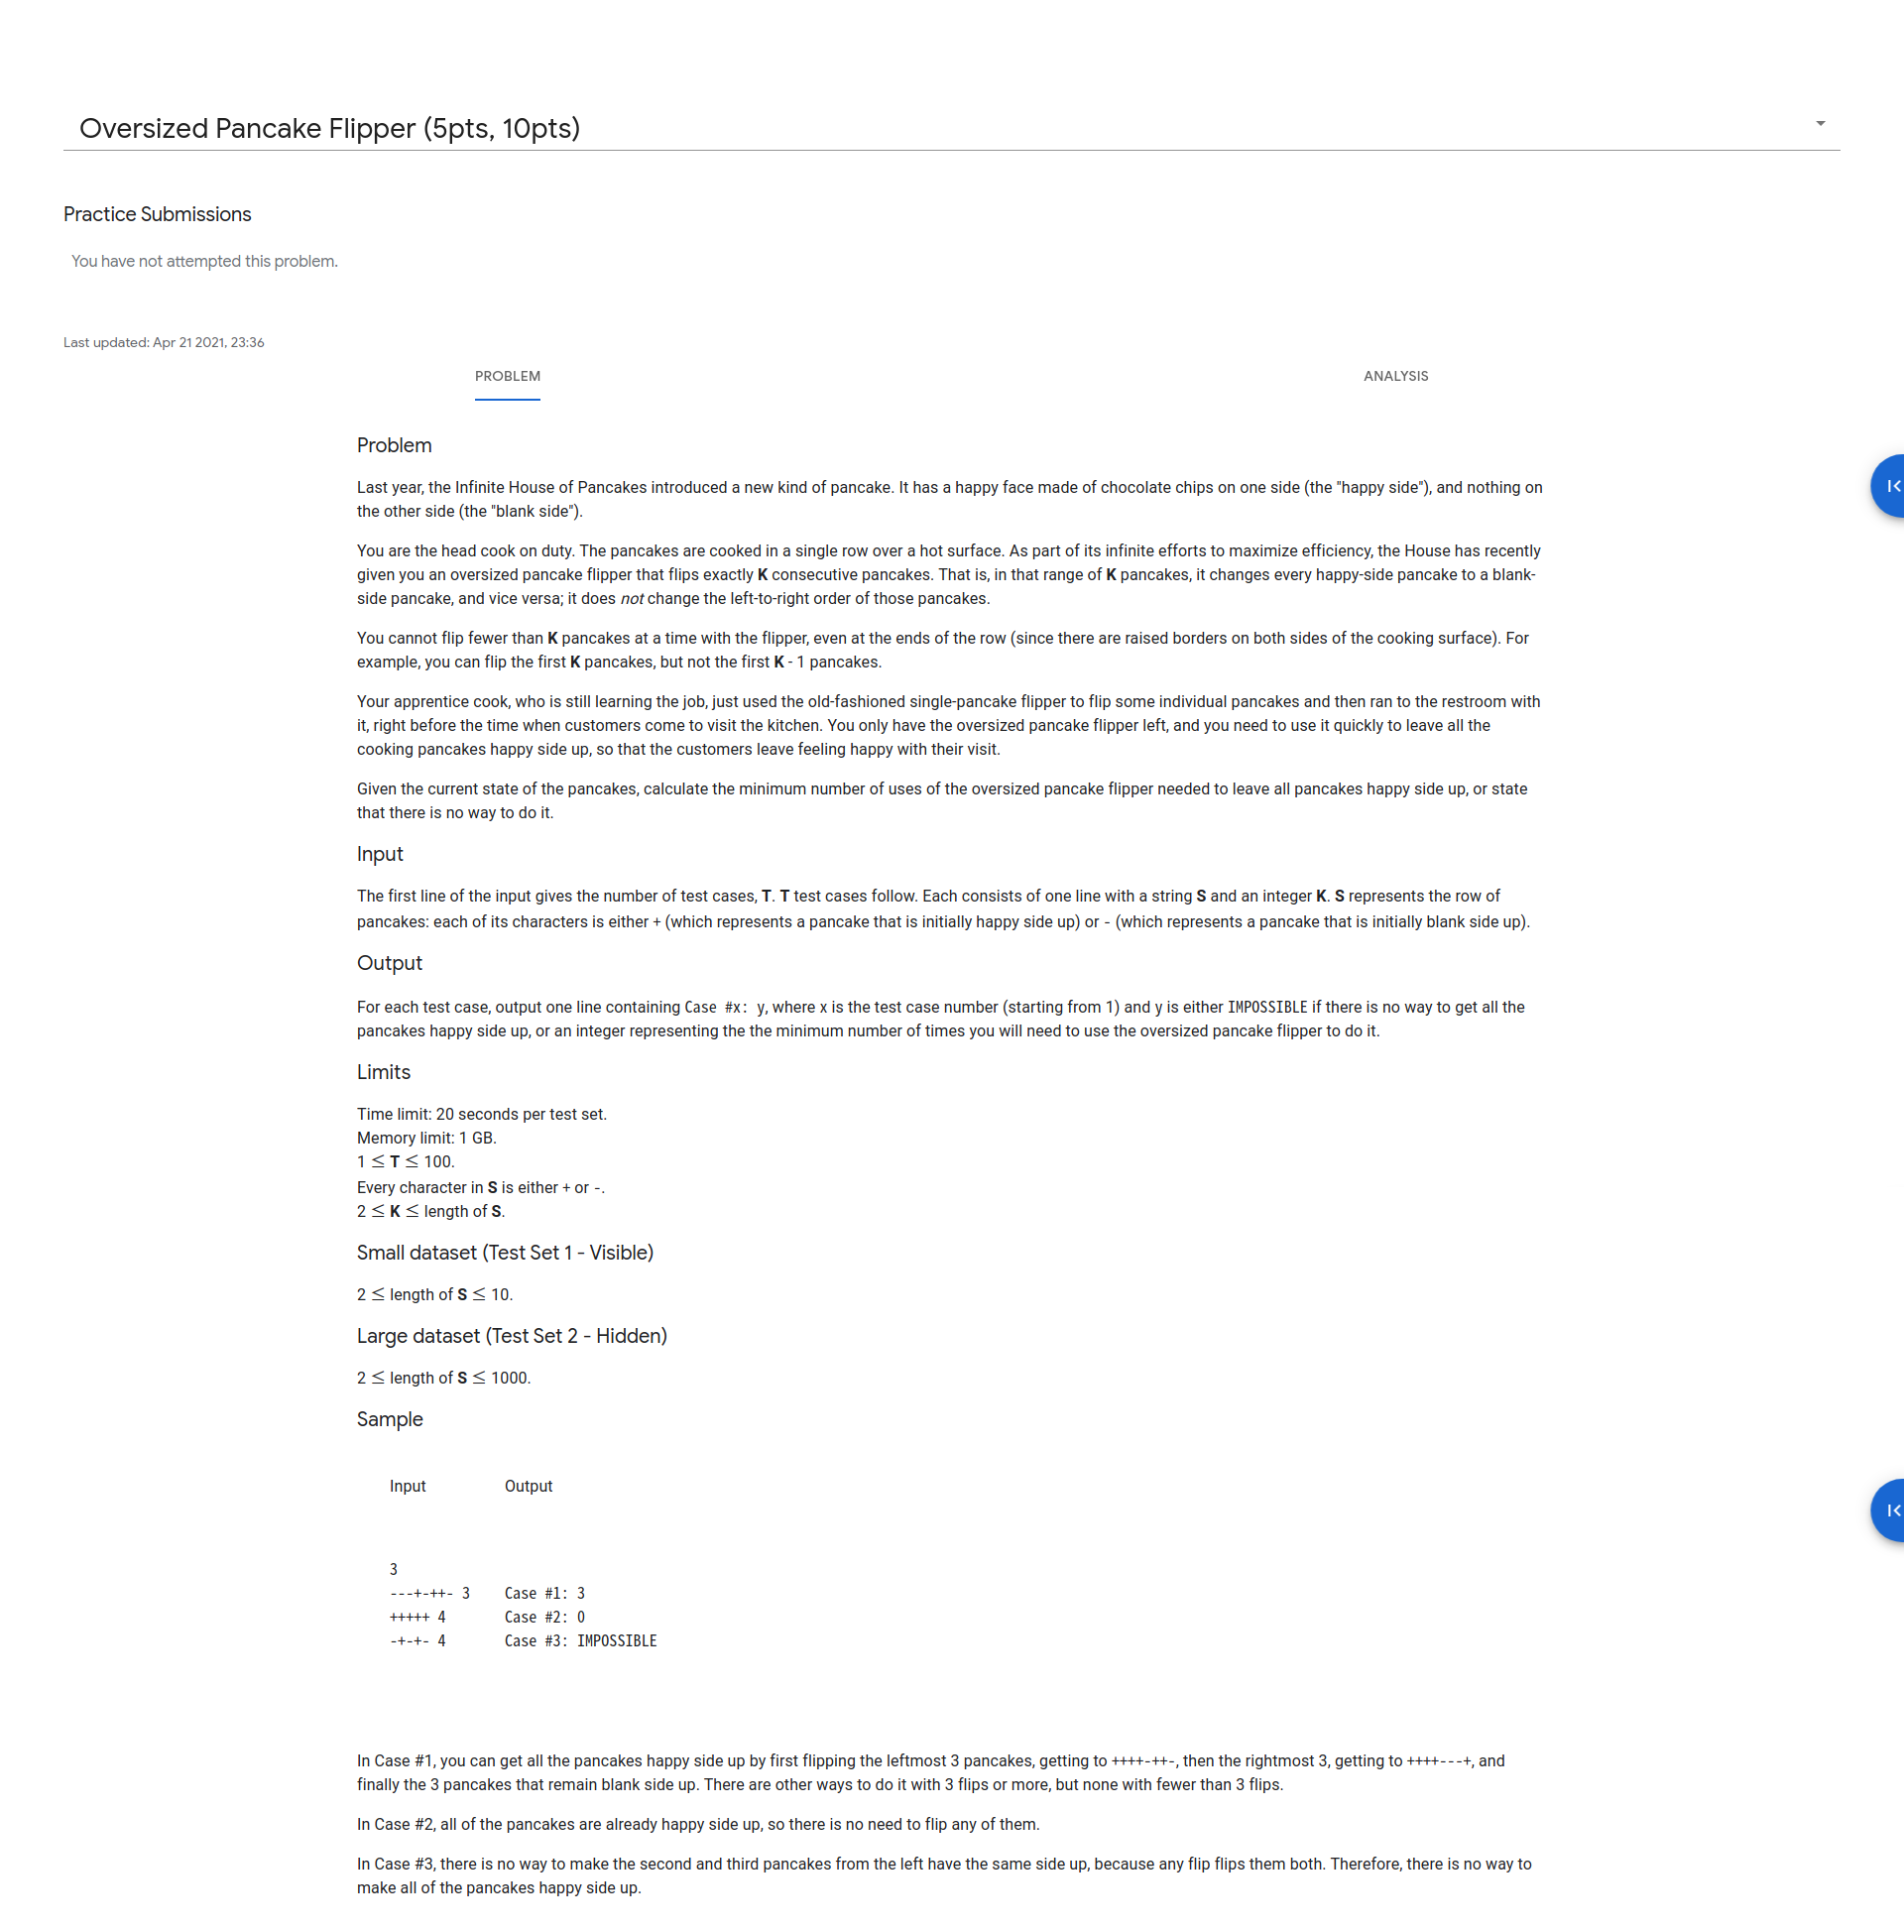 Oversized Pancake Flipper (5pts, 10pts)
Practice Submissions
You have not attempted this problem.
Last updated: Apr 21 2021, 23:36
PROBLEM
ANALYSIS
Problem
Last year, the Infinite House of Pancakes introduced a new kind of pancake. It has a happy face made of chocolate chips on one side (the "happy side"), and nothing on
the other side (the "blank side").
You are the head cook on duty. The pancakes are cooked in a single row over a hot surface. As part of its infinite efforts to maximize efficiency, the House has recently
given you an oversized pancake flipper that flips exactly K consecutive pancakes. That is, in that range of K pancakes, it changes every happy-side pancake to a blank-
side pancake, and vice versa; it does not change the left-to-right order of those pancakes.
You cannot flip fewer than K pancakes at a time with the flipper, even at the ends of the row (since there are raised borders on both sides of the cooking surface). For
example, you can flip the first K pancakes, but not the first K - 1 pancakes.
Your apprentice cook, who is still learning the job, just used the old-fashioned single-pancake flipper to flip some individual pancakes and then ran to the restroom with
it, right before the time when customers come to visit the kitchen. You only have the oversized pancake flipper left, and you need to use it quickly to leave all the
cooking pancakes happy side up, so that the customers leave feeling happy with their visit.
Given the current state of the pancakes, calculate the minimum number of uses of the oversized pancake flipper needed to leave all pancakes happy side up, or state
that there is no way to do it.
Input
The first line of the input gives the number of test cases, T. T test cases follow. Each consists of one line with a string S and an integer K. S represents the row of
pancakes: each of its characters is either + (which represents a pancake that is initially happy side up) or - (which represents a pancake that is initially blank side up).
Output
For each test case, output one line containing Case #x: y, where x is the test case number (starting from 1) and y is either IMPOSSIBLE if there is no way to get all the
pancakes happy side up, or an integer representing the the minimum number of times you will need to use the oversized pancake flipper to do it.
Limits
Time limit: 20 seconds per test set.
Memory limit: 1 GB.
1 ≤ T ≤ 100.
Every character in S is either + or -.
2 ≤ K ≤ length of S.
Small dataset (Test Set 1 - Visible)
2 ≤ length of S ≤ 10.
Large dataset (Test Set 2 - Hidden)
2 ≤ length of S ≤ 1000.
Sample
Input Output
3
---+-++- 3 Case #1: 3
+++++ 4 Case #2: 0
-+-+- 4 Case #3: IMPOSSIBLE
In Case #1, you can get all the pancakes happy side up by first flipping the leftmost 3 pancakes, getting to ++++-++-, then the rightmost 3, getting to ++++---+, and
finally the 3 pancakes that remain blank side up. There are other ways to do it with 3 flips or more, but none with fewer than 3 flips.
In Case #2, all of the pancakes are already happy side up, so there is no need to flip any of them.
In Case #3, there is no way to make the second and third pancakes from the left have the same side up, because any flip flips them both. Therefore, there is no way to
make all of the pancakes happy side up.